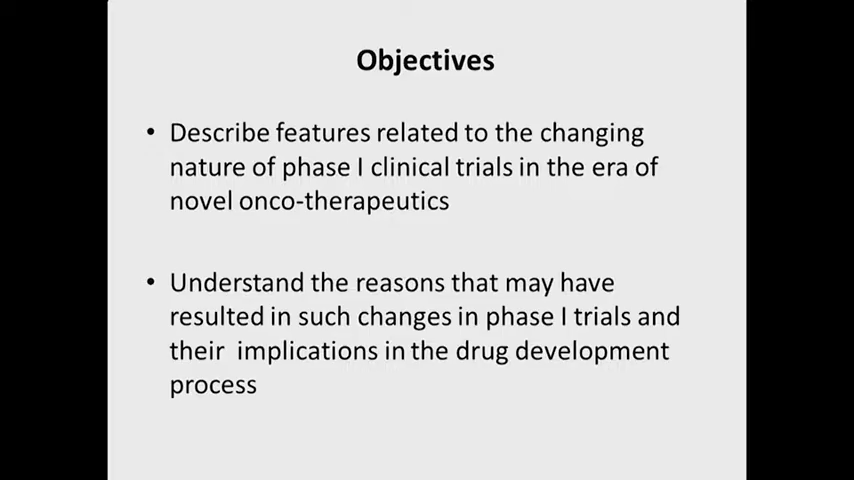 Objectives
• Describe features related to the changing
nature of phase I clinical trials in the era of
novel onco-therapeutics
• Understand the reasons that may have
resulted in such changes in phase I trials and
their  implications in the drug development
process